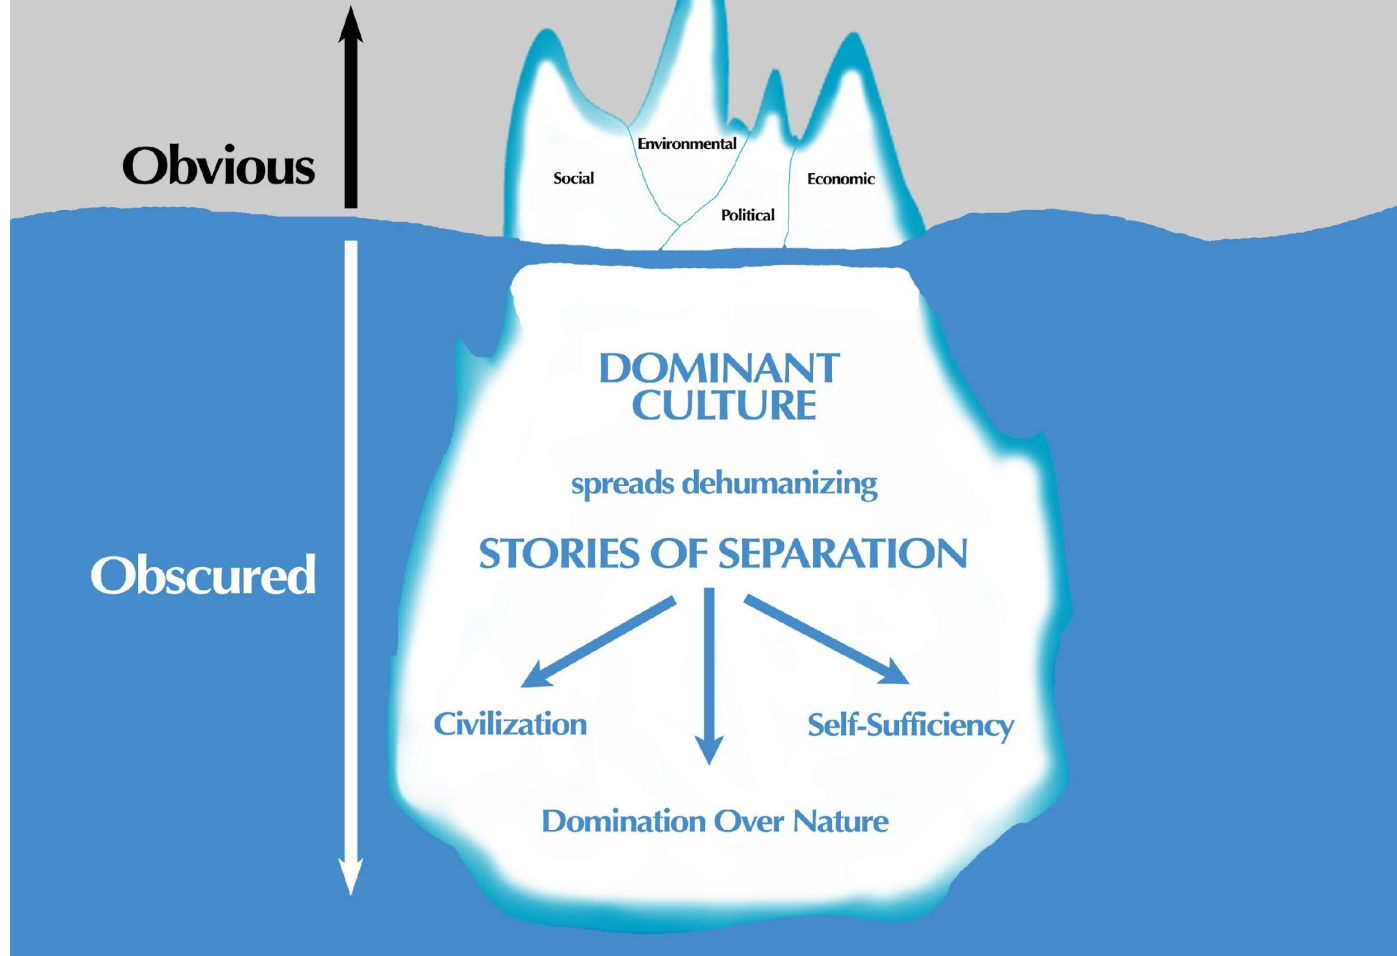 Obvious
Social
Environmental
Political
Economic
Obscured
DOMINANT
CULTURE
spreads dehumanizing
STORIES OF SEPARATION
Civilization
Self-Sufficiency
Domination Over Nature